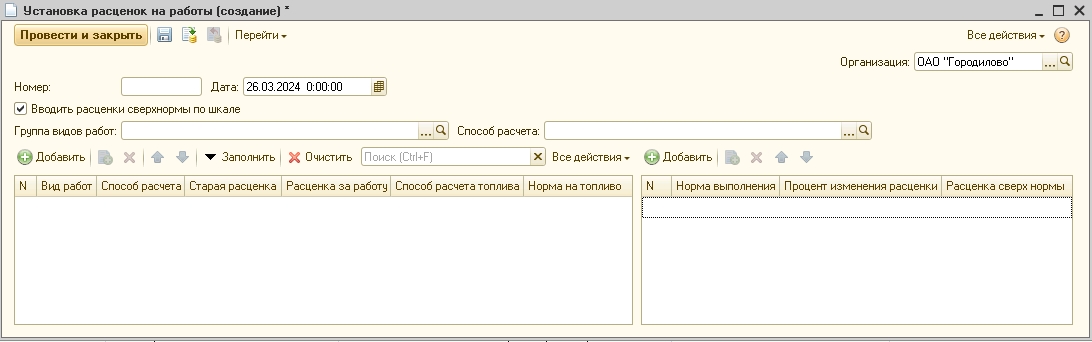 Установка расценок на работы (создание) *
Провести и закрыть Перейти Все действия ?
Организация: ОАО "Городилово" ...
Номер: Дата: 26.03.2024 0:00:00
Вводить расценки сверхнормы по шкале
Группа видов работ: ... Способ расчета: ...
Добавить Заполнить Очистить Поиск (Ctrl+F) Все действия Добавить
N Вид работ Способ расчета Старая расценка Расценка за работу Способ расчета топлива Норма на топливо N Норма выполнения Процент изменения расценки Расценка сверх нормы